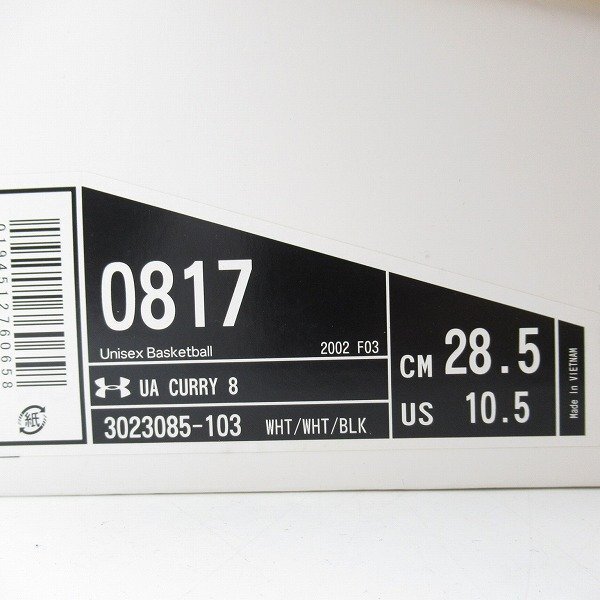 0194512760658
紙
0817
Unisex Basketball
2002 F03
UA CURRY 8
3023085-103 WHT/WHT/BLK
CM 28.5
US 10.5
Made in VIETNAM